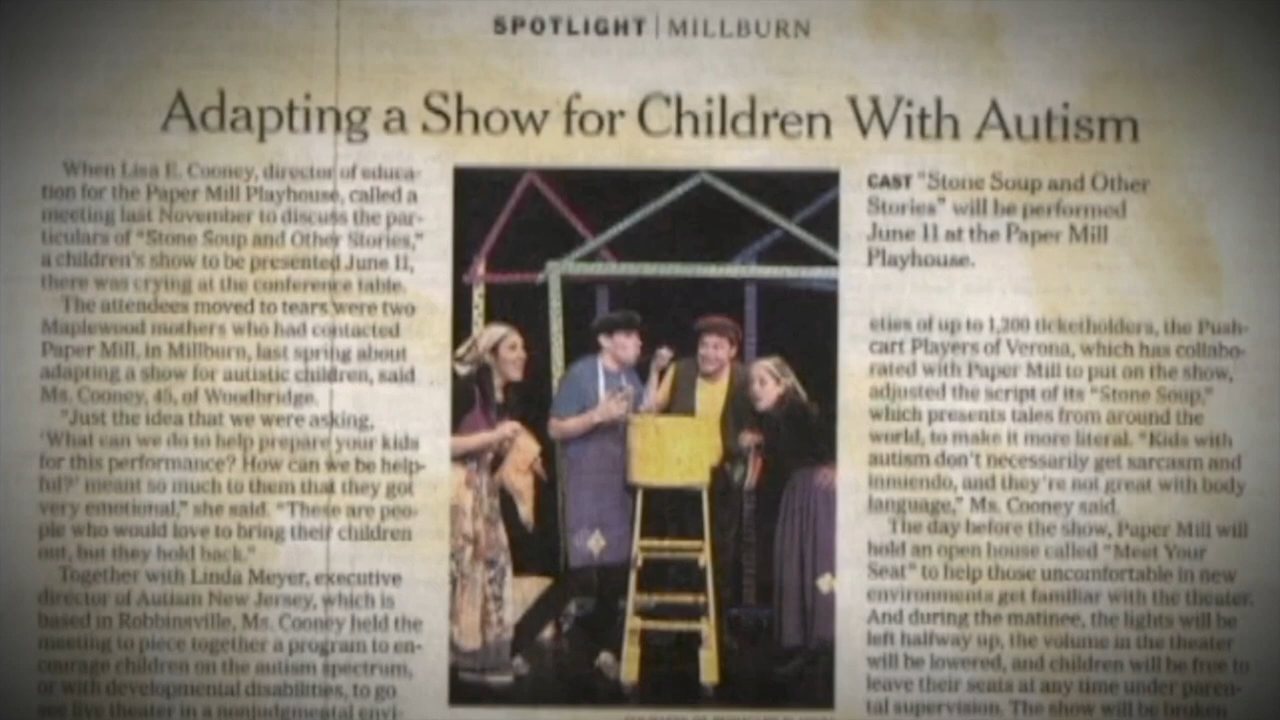 SPOTLIGHT | MILLBURN
Adapting a Show for Children With Autism
When Lisa E. Cooney, director of educa-
tion for the Paper Mill Playhouse, called a
meeting last November to discuss the par-
ticulars of "Stone Soup and Other Stories,"
a children's show to be presented June 11,
there was crying at the conference table.
The attendees moved to tears were two
Maplewood mothers who had contacted
Paper Mill, in Millburn, last spring about
adapting a show for autistic children, said
Ms. Cooney, 45, of Woodbridge.
"Just the idea that we were asking,
'What can we do to help prepare your kids
for this performance? How can we be help-
ful?' meant so much to them that they got
very emotional," she said. "These are peo-
ple who would love to bring their children
out, but they hold back."
Together with Linda Meyer, executive
director of Autism New Jersey, which is
based in Robbinsville, Ms. Cooney held the
meeting to piece together a program to en-
courage children on the autism spectrum,
or with developmental disabilities, to go
see live theater in a nonjudgmental envi-
CAST "Stone Soup and Other
Stories" will be performed
June 11 at the Paper Mill
Playhouse.
eties of up to 1,200 ticketholders, the Push-
cart Players of Verona, which has collabo-
rated with Paper Mill to put on the show,
adjusted the script of its "Stone Soup,"
which presents tales from around the
world, to make it more literal. "Kids with
autism don't necessarily get sarcasm and
innuendo, and they're not great with body
language," Ms. Cooney said.
The day before the show, Paper Mill will
hold an open house called "Meet Your
Seat" to help those uncomfortable in new
environments get familiar with the theater.
And during the matinee, the lights will be
left halfway up, the volume in the theater
will be lowered, and children will be free to
leave their seats at any time under paren-
tal supervision. The show will be broken